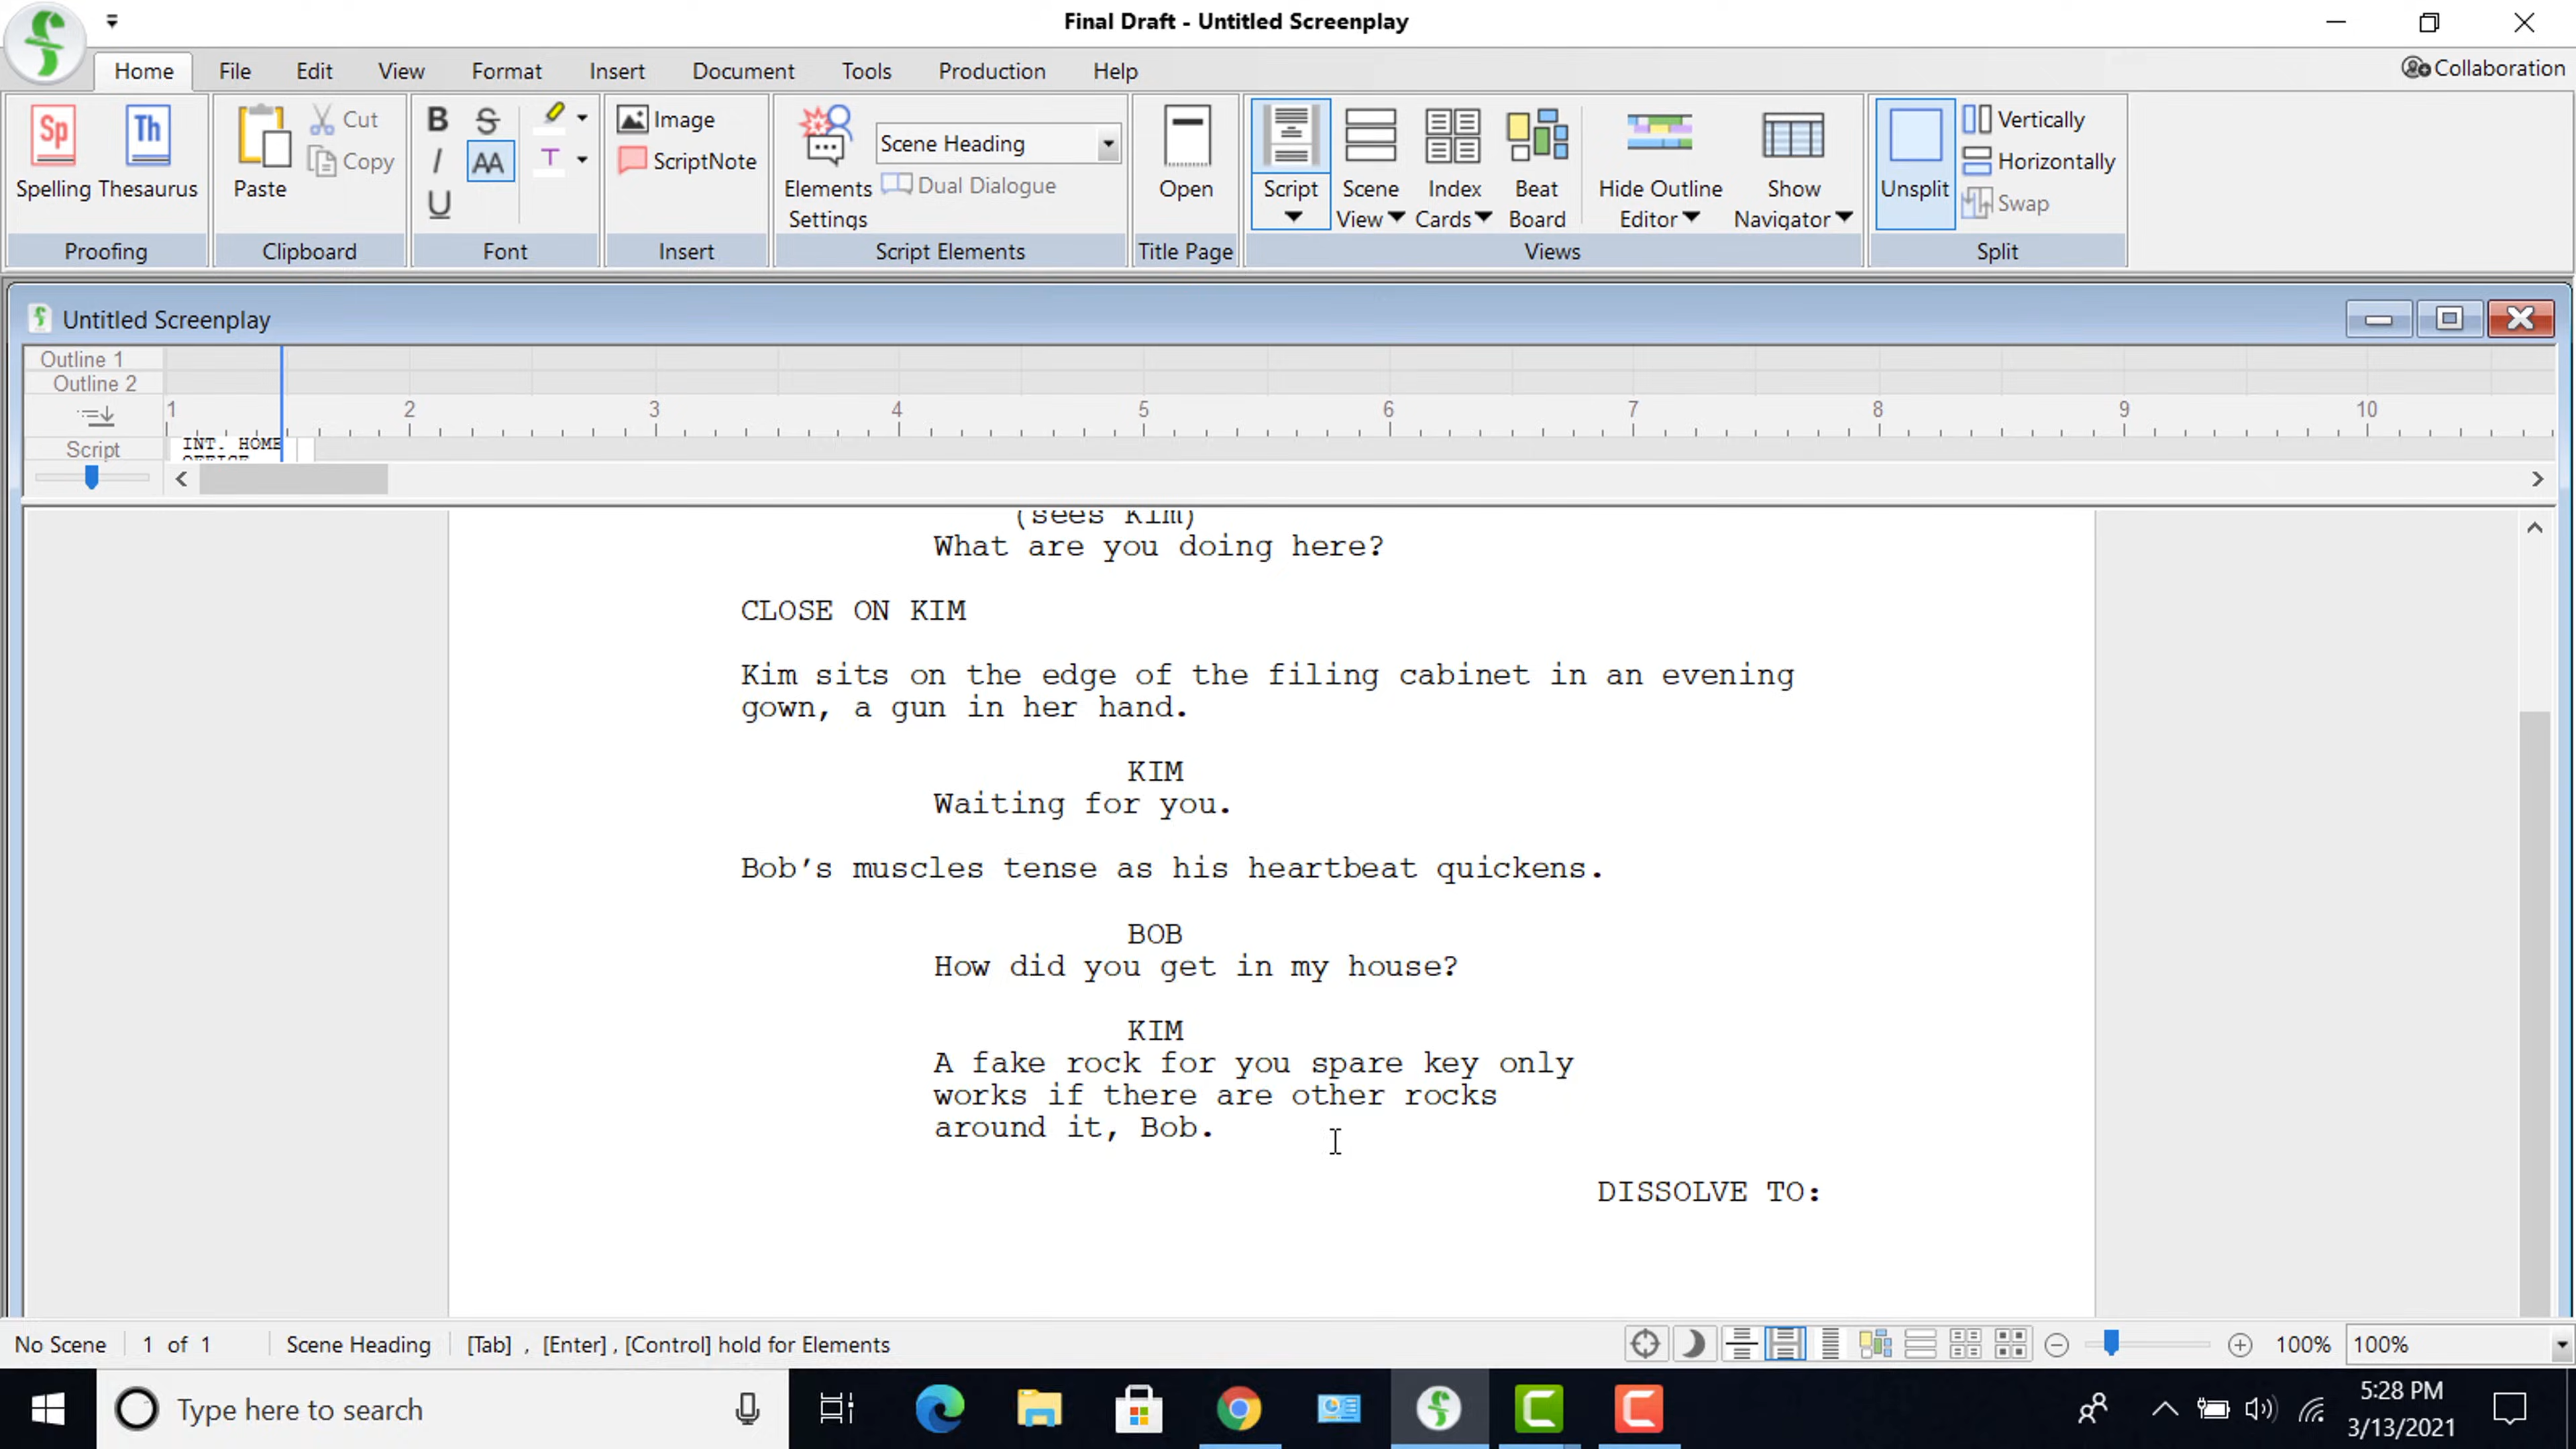 Final Draft - Untitled Screenplay
Home File Edit View Format Insert Document Tools Production Help
Collaboration
Sp Th
Spelling Thesaurus
Proofing
Paste
Cut
Copy
Clipboard
B S
I AA T
U
Font
Image
ScriptNote
Insert
Elements Settings
Scene Heading
Dual Dialogue
Script Elements
Open
Title Page
Script
Scene View
Index Cards
Beat Board
Hide Outline Editor
Show Navigator
Views
Unsplit
Vertically
Horizontally
Swap
Split
Untitled Screenplay
Outline 1
Outline 2
1 2 3 4 5 6 7 8 9 10
Script
INT. HOME
OFFICE
(sees Kim)
What are you doing here?
CLOSE ON KIM
Kim sits on the edge of the filing cabinet in an evening
gown, a gun in her hand.
KIM
Waiting for you.
Bob's muscles tense as his heartbeat quickens.
BOB
How did you get in my house?
KIM
A fake rock for you spare key only
works if there are other rocks
around it, Bob.
DISSOLVE TO:
No Scene 1 of 1 Scene Heading [Tab] , [Enter] , [Control] hold for Elements
100% 100%
Type here to search
5:28 PM
3/13/2021